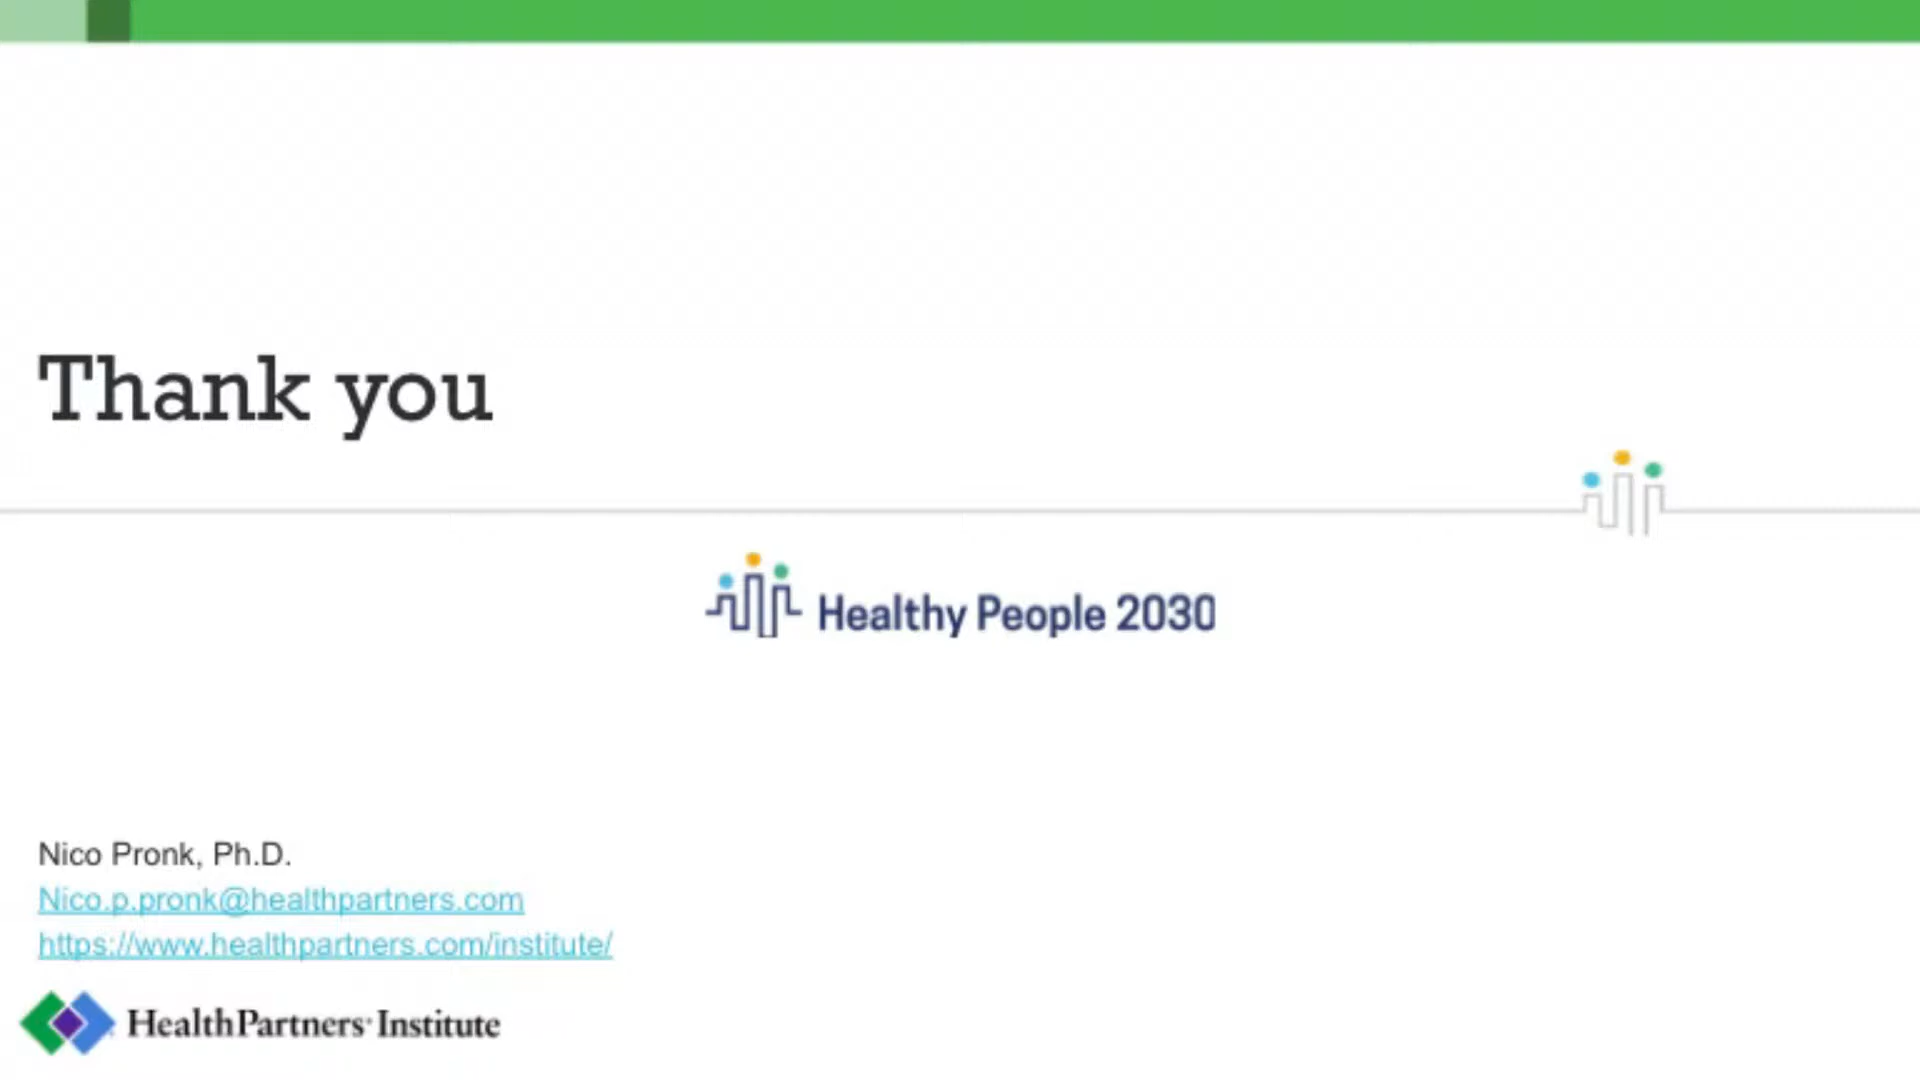 Thank you
Healthy People 2030
Nico Pronk, Ph.D.
Nico.p.pronk@healthpartners.com
https://www.healthpartners.com/institute/
HealthPartners Institute